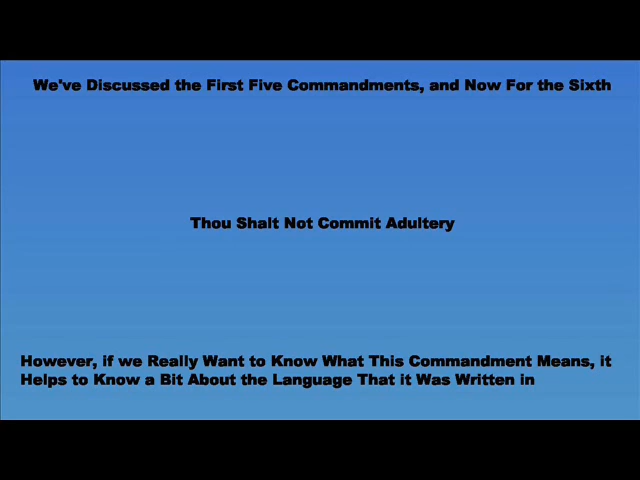 We've Discussed the First Five Commandments, and Now For the Sixth
Thou Shalt Not Commit Adultery
However, if we Really Want to Know What This Commandment Means, it
Helps to Know a Bit About the Language That it Was Written in